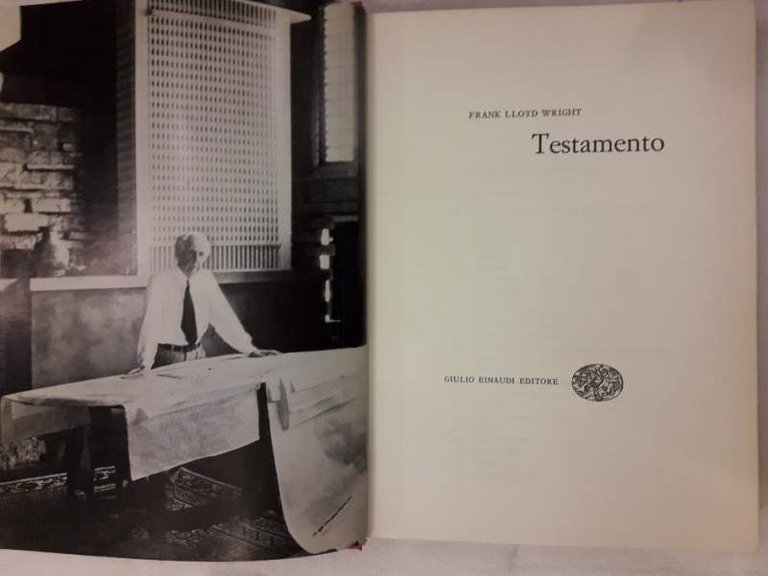 FRANK LLOYD WRIGHT
Testamento
GIULIO EINAUDI EDITORE